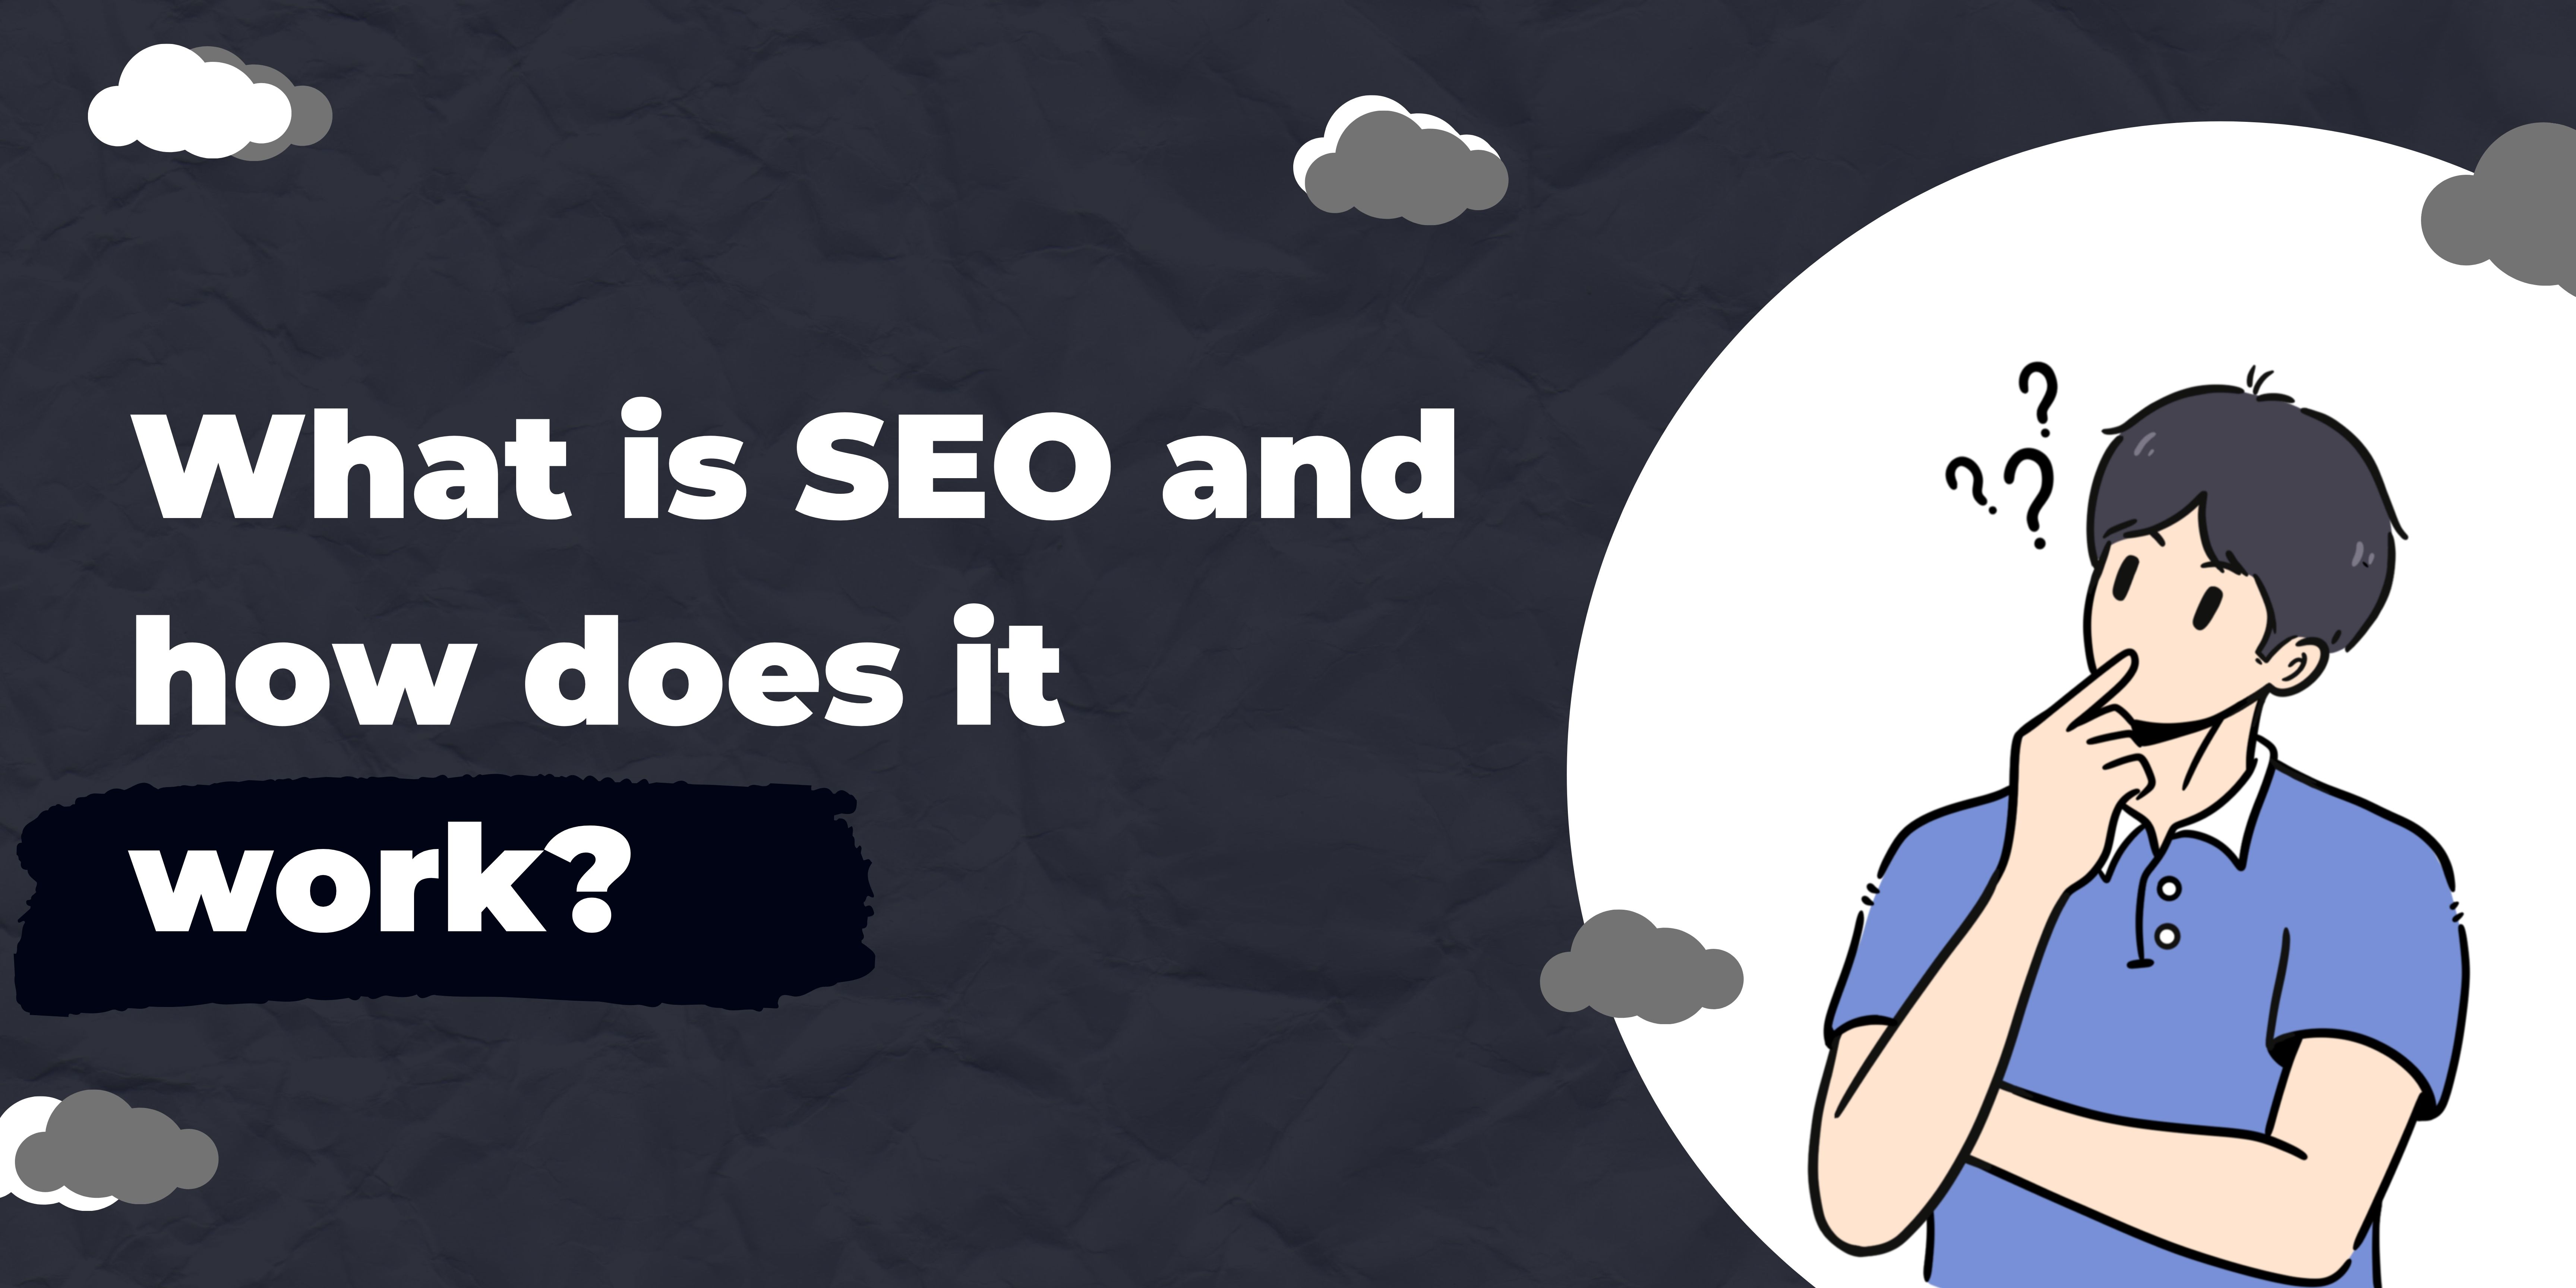 What is SEO and
how does it
work?
? ? ?